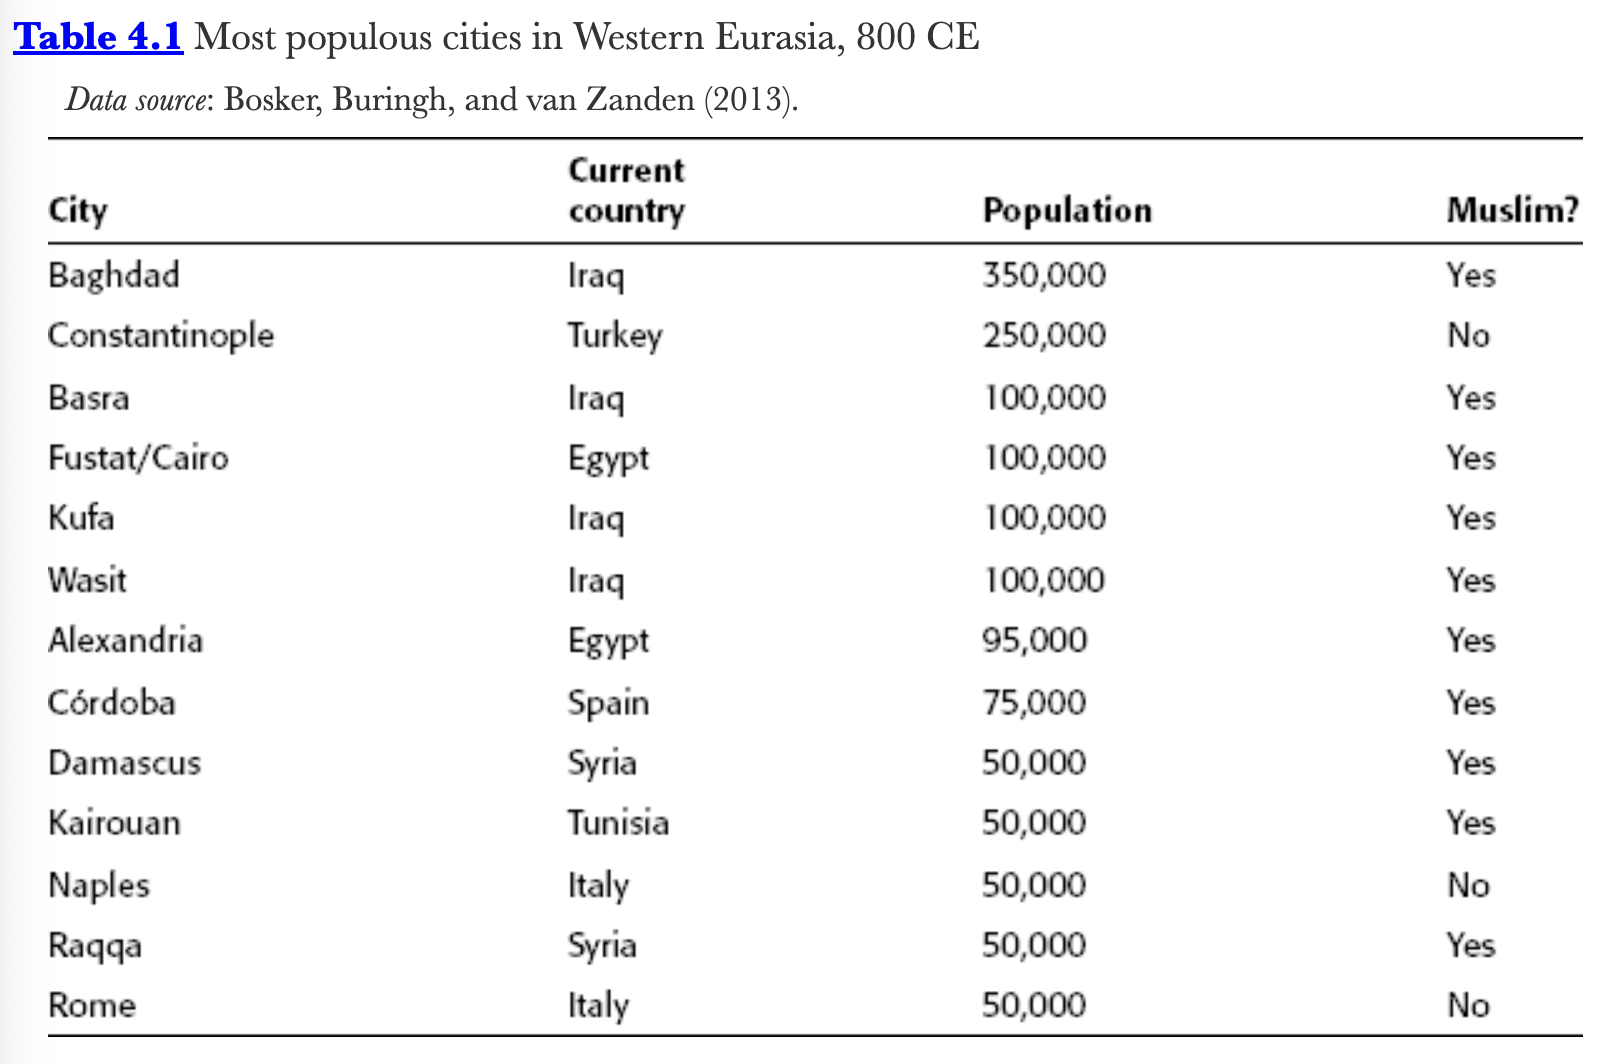 Table 4.1 Most populous cities in Western Eurasia, 800 CE
Data source: Bosker, Buringh, and van Zanden (2013).
City Current country Population Muslim?
Baghdad Iraq 350,000 Yes
Constantinople Turkey 250,000 No
Basra Iraq 100,000 Yes
Fustat/Cairo Egypt 100,000 Yes
Kufa Iraq 100,000 Yes
Wasit Iraq 100,000 Yes
Alexandria Egypt 95,000 Yes
Córdoba Spain 75,000 Yes
Damascus Syria 50,000 Yes
Kairouan Tunisia 50,000 Yes
Naples Italy 50,000 No
Raqqa Syria 50,000 Yes
Rome Italy 50,000 No